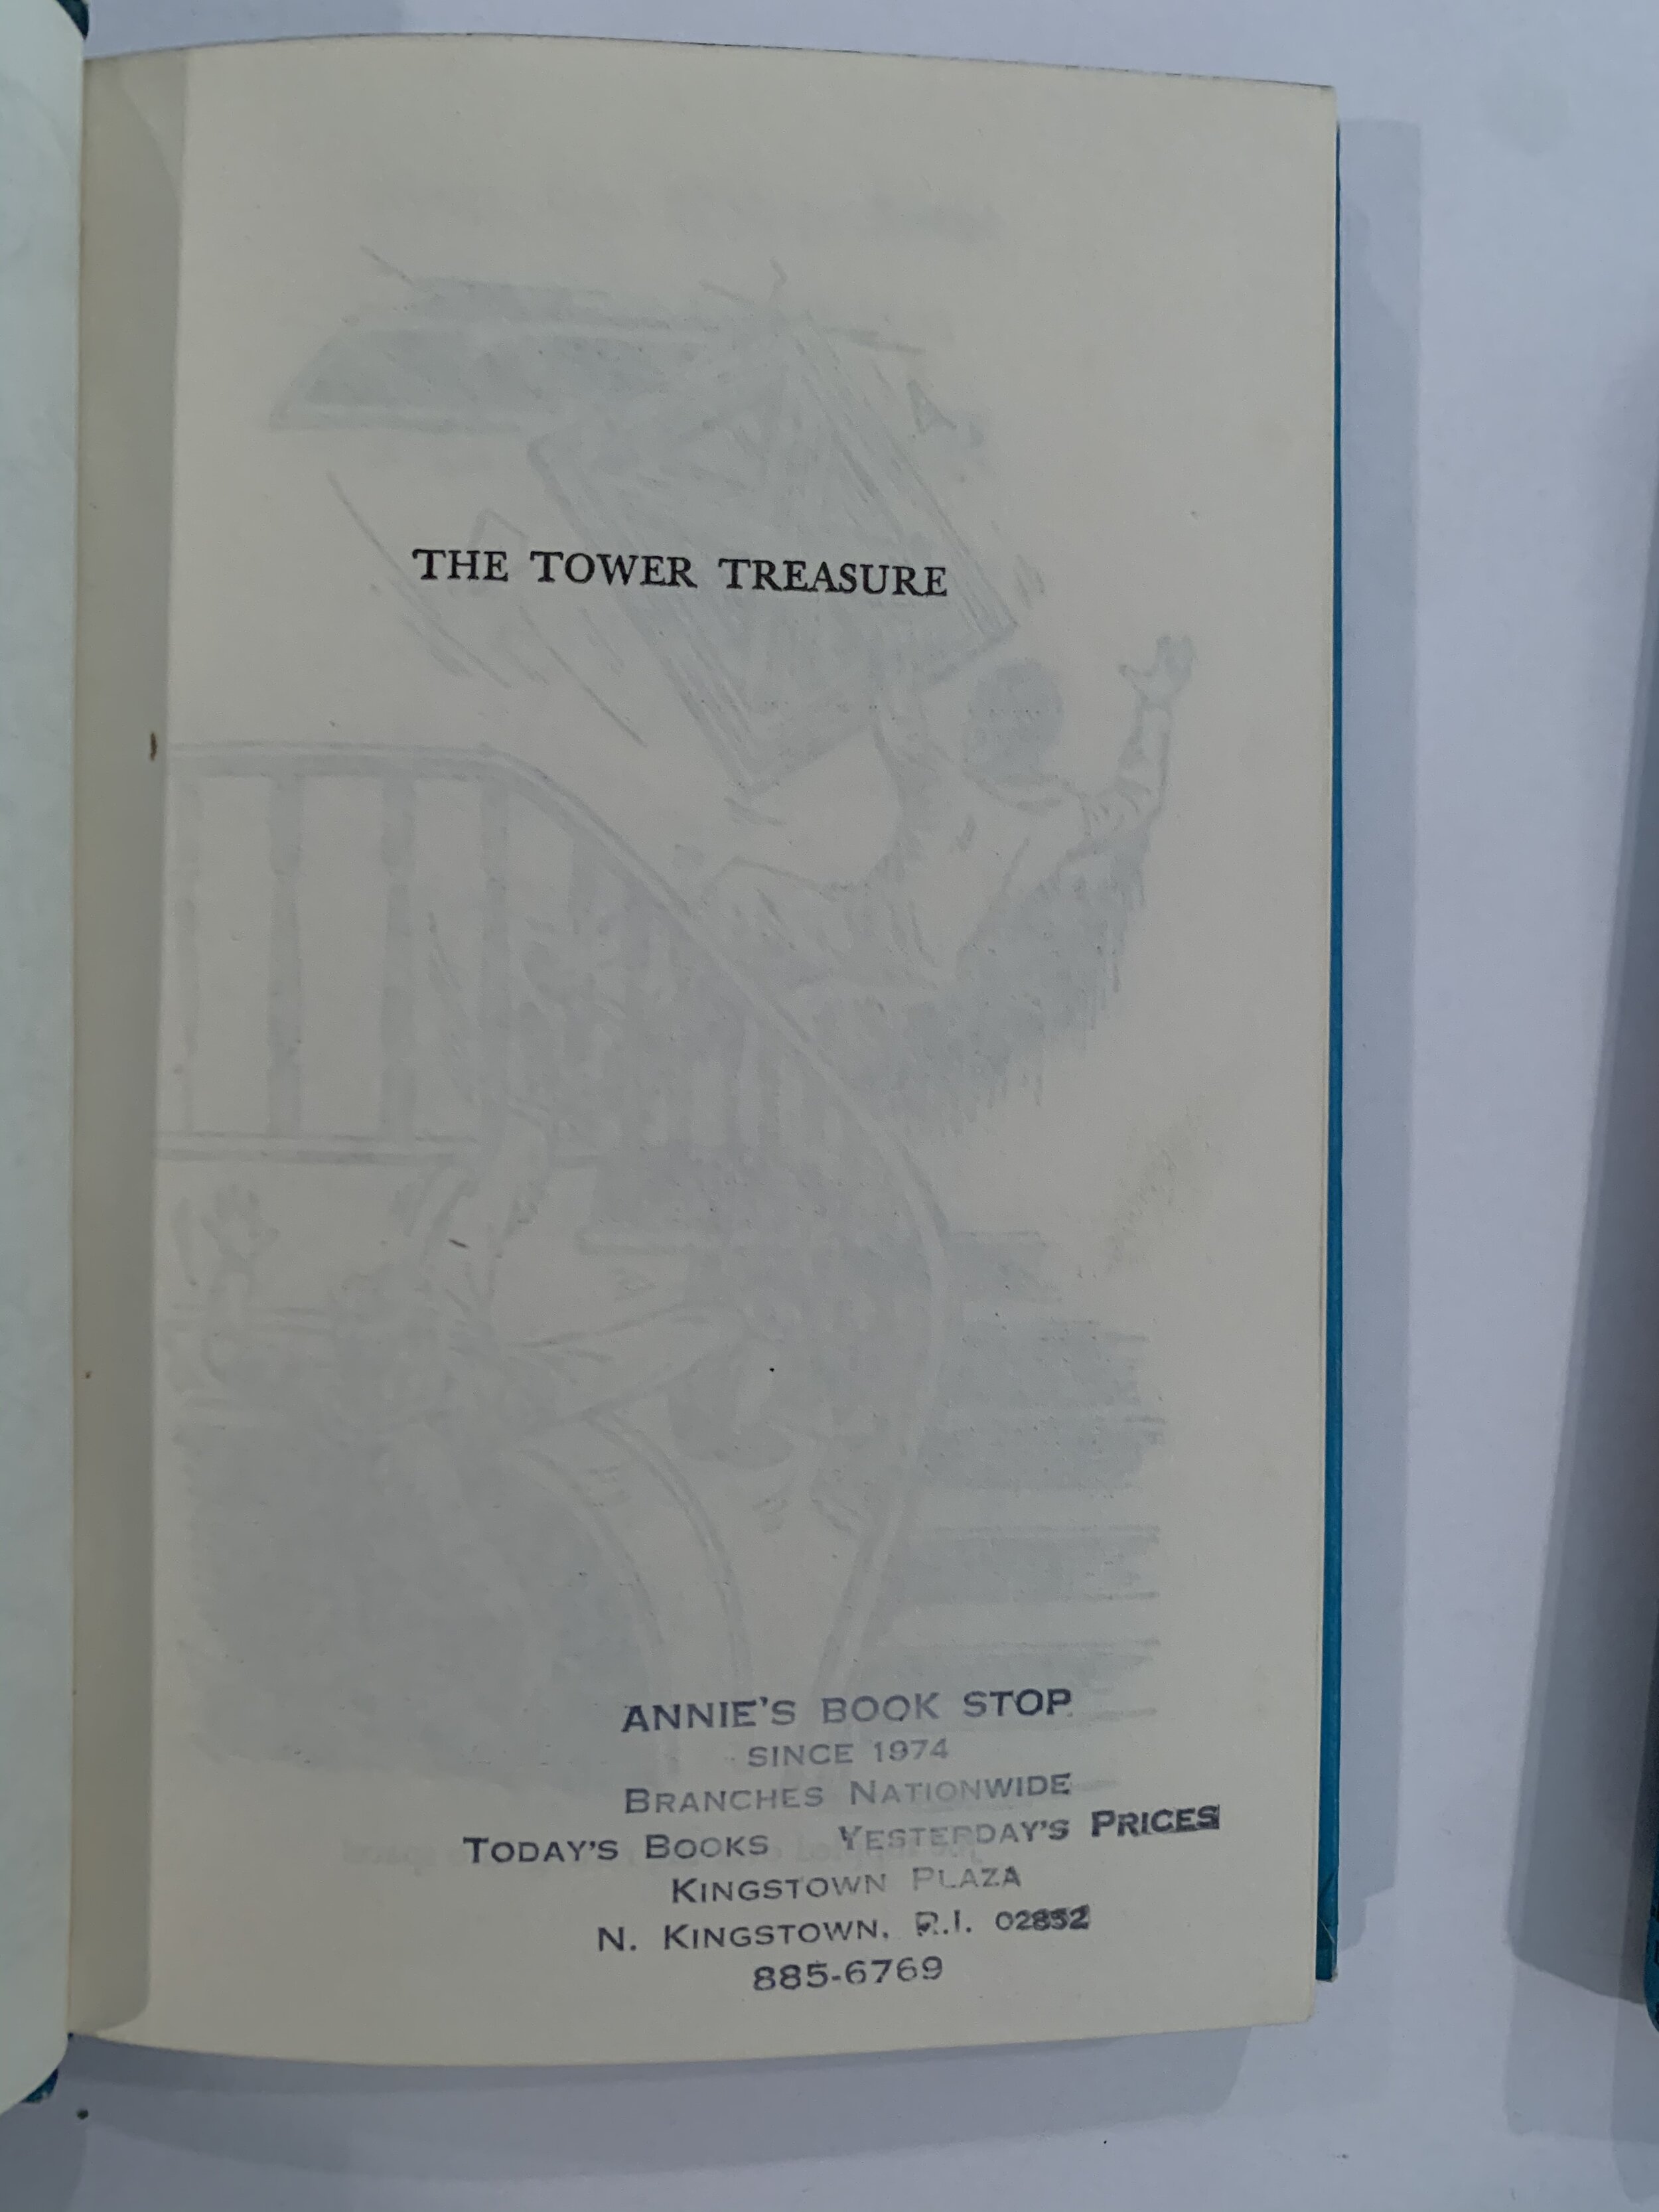 THE TOWER TREASURE
ANNIE'S BOOK STOP
SINCE 1974
BRANCHES NATIONWIDE
TODAY'S BOOKS YESTERDAY'S PRICES
KINGSTOWN PLAZA
N. KINGSTOWN, R.I. 02852
885-6769